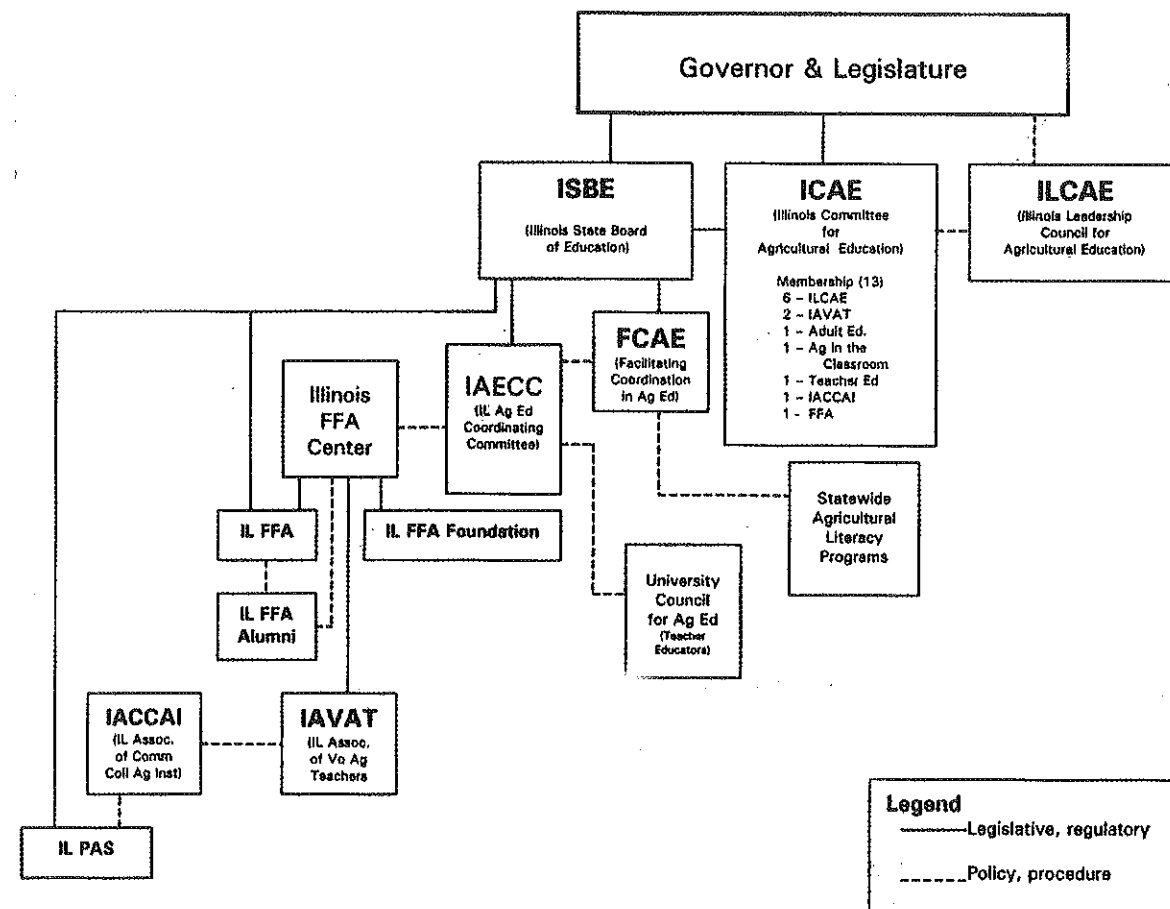 Governor & Legislature
ISBE
(Illinois State Board
of Education)
ICAE
(Illinois Committee
for
Agricultural Education)
Membership (13)
6 - ILCAE
2 - IAVAT
1 - Adult Ed.
1 - Ag in the
Classroom
1 - Teacher Ed
1 - IACCAI
1 - FFA
ILCAE
(Illinois Leadership
Council for
Agricultural Education)
FCAE
(Facilitating
Coordination
in Ag Ed)
IAECC
(IL Ag Ed
Coordinating
Committee)
Illinois
FFA
Center
IL FFA
IL FFA Foundation
Statewide
Agricultural
Literacy
Programs
University
Council
for Ag Ed
(Teacher
Educators)
IL FFA
Alumni
IACCAI
(IL Assoc.
of Comm
Coll Ag Inst)
IAVAT
(IL Assoc.
of Vo Ag
Teachers
IL PAS
Legend
Legislative, regulatory
Policy, procedure